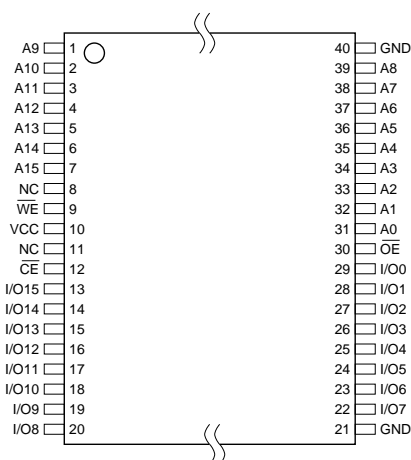 A9 1 40 GND
A10 2 39 A8
A11 3 38 A7
A12 4 37 A6
A13 5 36 A5
A14 6 35 A4
A15 7 34 A3
NC 8 33 A2
WE 9 32 A1
VCC 10 31 A0
NC 11 30 OE
CE 12 29 I/O0
I/O15 13 28 I/O1
I/O14 14 27 I/O2
I/O13 15 26 I/O3
I/O12 16 25 I/O4
I/O11 17 24 I/O5
I/O10 18 23 I/O6
I/O9 19 22 I/O7
I/O8 20 21 GND